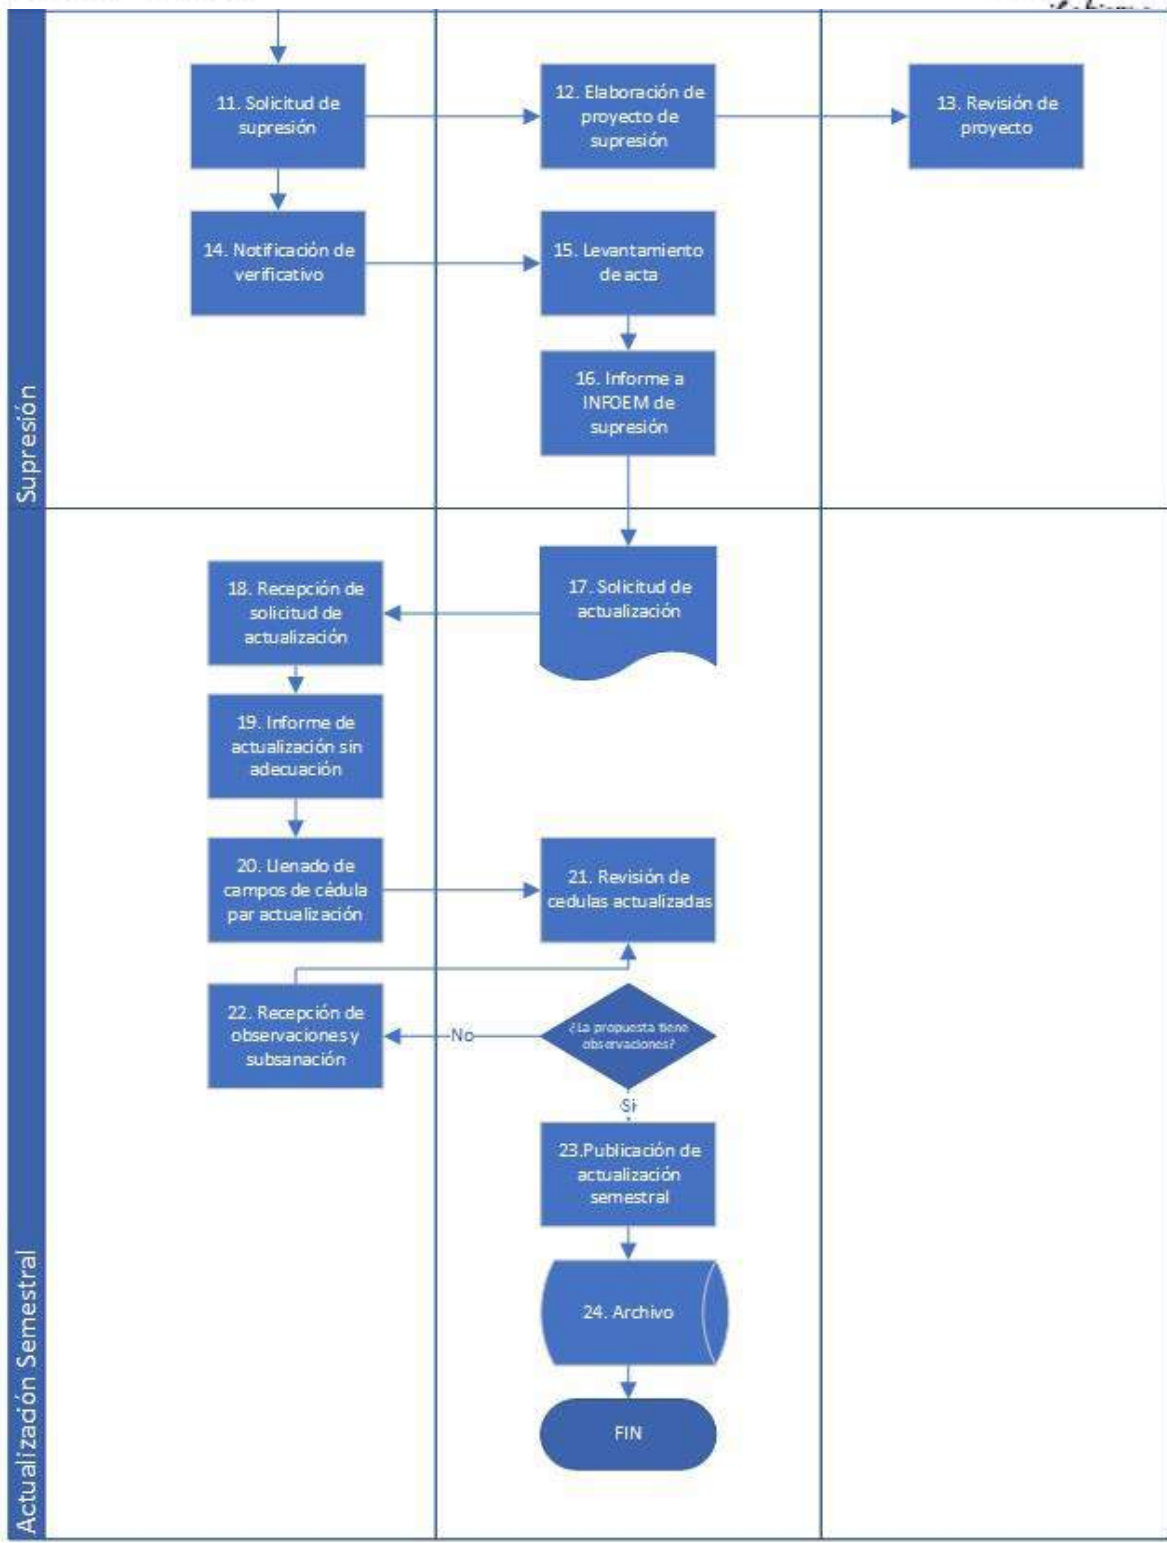 11. Solicitud de
supresión
12. Elaboración de
proyecto de
supresión
13. Revisión de
proyecto
14. Notificación de
verificativo
15. Levantamiento
de acta
16. Informe a
INFOEM de
supresión
Supresión
17. Solicitud de
actualización
18. Recepción de
solicitud de
actualización
19. Informe de
actualización sin
adecuación
20. Llenado de
campos de cédula
par actualización
21. Revisión de
cedulas actualizadas
22. Recepción de
observaciones y
subsanación
No
¿La propuesta tiene
observaciones?
Si
23.Publicación de
actualización
semestral
24. Archivo
FIN
Actualización Semestral